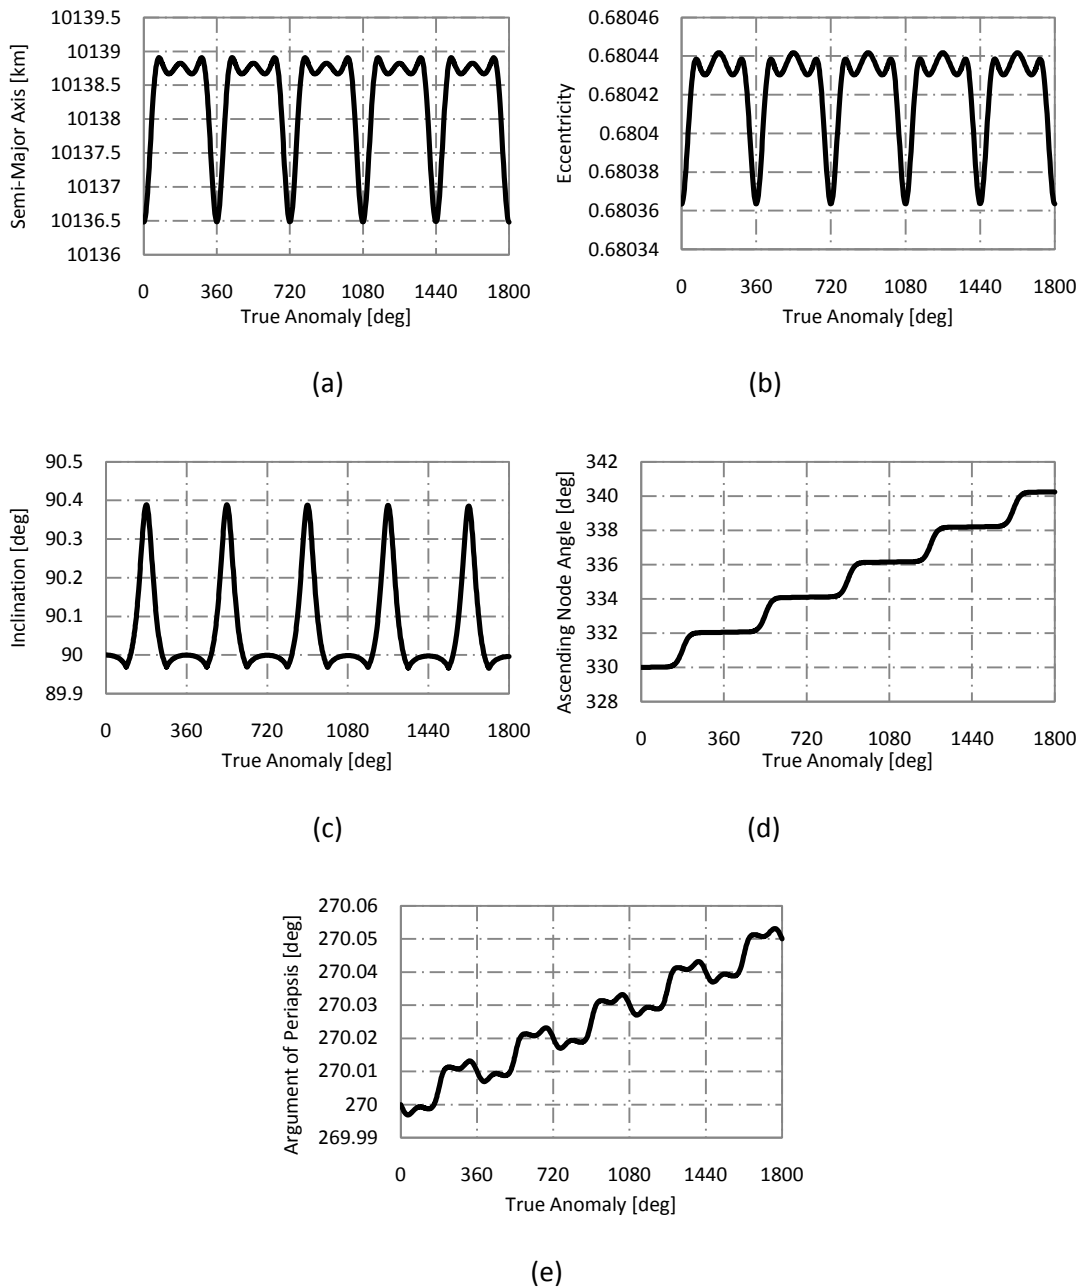 10139.5
10139
10138.5
10138
10137.5
10137
10136.5
10136
Semi-Major Axis [km]
0 360 720 1080 1440 1800
True Anomaly [deg]
(a)
0.68046
0.68044
0.68042
0.6804
0.68038
0.68036
0.68034
Eccentricity
0 360 720 1080 1440 1800
True Anomaly [deg]
(b)
90.5
90.4
90.3
90.2
90.1
90
89.9
Inclination [deg]
0 360 720 1080 1440 1800
True Anomaly [deg]
(c)
342
340
338
336
334
332
330
328
Ascending Node Angle [deg]
0 360 720 1080 1440 1800
True Anomaly [deg]
(d)
270.06
270.05
270.04
270.03
270.02
270.01
270
269.99
Argument of Periapsis [deg]
0 360 720 1080 1440 1800
True Anomaly [deg]
(e)